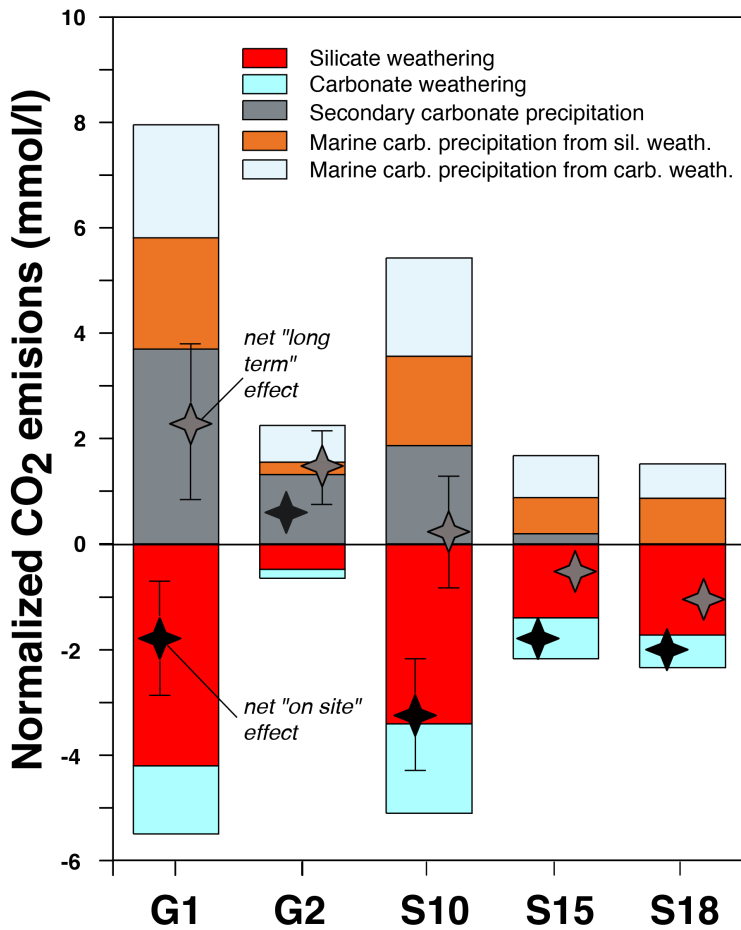 Normalized CO2 emissions (mmol/l)
10
8
6
4
2
0
-2
-4
-6
Silicate weathering
Carbonate weathering
Secondary carbonate precipitation
Marine carb. precipitation from sil. weath.
Marine carb. precipitation from carb. weath.
net "long
term"
effect
net "on site"
effect
G1 G2 S10 S15 S18